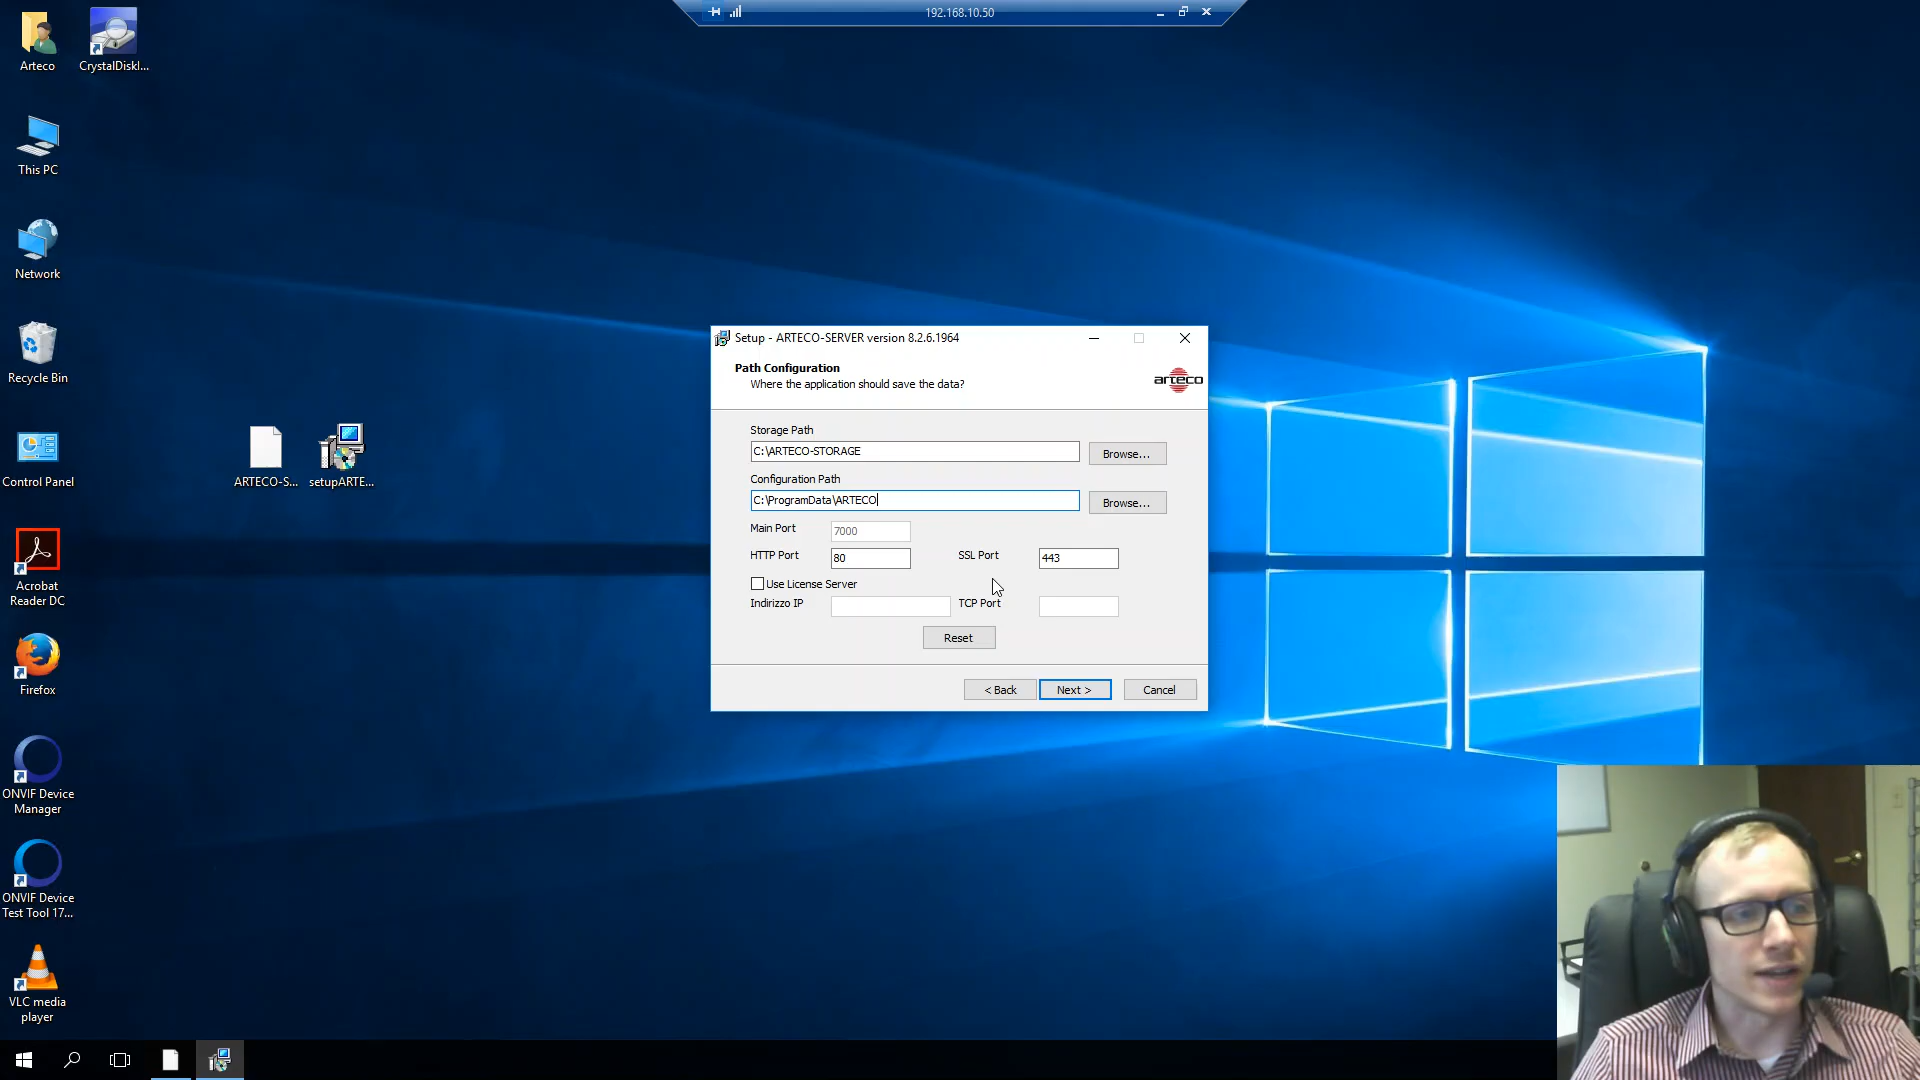 192.168.10.50
Arteco
CrystalDiskI...
This PC
Network
Recycle Bin
Control Panel
Acrobat
Reader DC
Firefox
ONVIF Device
Manager
ONVIF Device
Test Tool 17...
VLC media
player
ARTECO-S...
setupARTE...
Setup - ARTECO-SERVER version 8.2.6.1964
Path Configuration
Where the application should save the data?
arteco
Storage Path
C:\ARTECO-STORAGE
Browse...
Configuration Path
C:\ProgramData\ARTECO
Browse...
Main Port
7000
HTTP Port
80
SSL Port
443
Use License Server
Indirizzo IP
TCP Port
Reset
< Back
Next >
Cancel